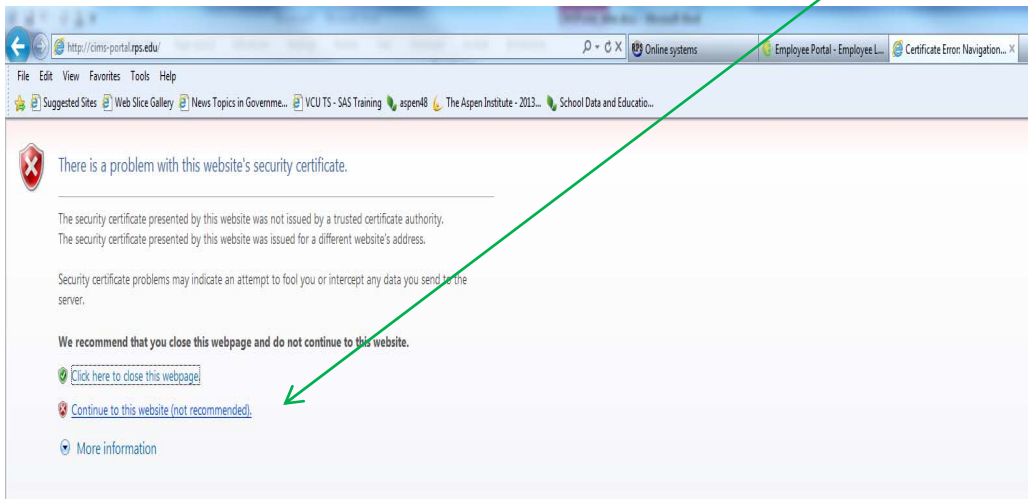 http://cims-portal.rps.edu/
RPS Online systems
Employee Portal - Employee L...
Certificate Error: Navigation...
File Edit View Favorites Tools Help
Suggested Sites Web Slice Gallery News Topics in Governme... VCU TS - SAS Training aspen48 The Aspen Institute - 2013... School Data and Educatio...
There is a problem with this website's security certificate.
The security certificate presented by this website was not issued by a trusted certificate authority.
The security certificate presented by this website was issued for a different website's address.
Security certificate problems may indicate an attempt to fool you or intercept any data you send to the
server.
We recommend that you close this webpage and do not continue to this website.
Click here to close this webpage.
Continue to this website (not recommended).
More information